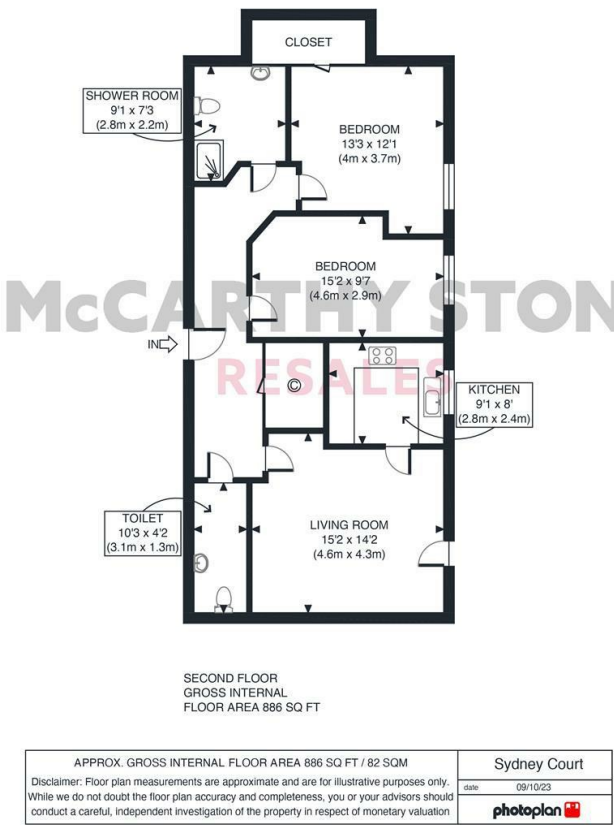 CLOSET
SHOWER ROOM
9'1 x 7'3
(2.8m x 2.2m)
BEDROOM
13'3 x 12'1
(4m x 3.7m)
BEDROOM
15'2 x 9'7
(4.6m x 2.9m)
McCARTHY STON
IN
RESALES
C
KITCHEN
9'1 x 8'
(2.8m x 2.4m)
TOILET
10'3 x 4'2
(3.1m x 1.3m)
LIVING ROOM
15'2 x 14'2
(4.6m x 4.3m)
SECOND FLOOR
GROSS INTERNAL
FLOOR AREA 886 SQ FT
APPROX. GROSS INTERNAL FLOOR AREA 886 SQ FT / 82 SQM
Disclaimer: Floor plan measurements are approximate and are for illustrative purposes only.
While we do not doubt the floor plan accuracy and completeness, you or your advisors should
conduct a careful, independent investigation of the property in respect of monetary valuation
Sydney Court
date 09/10/23
photoplan